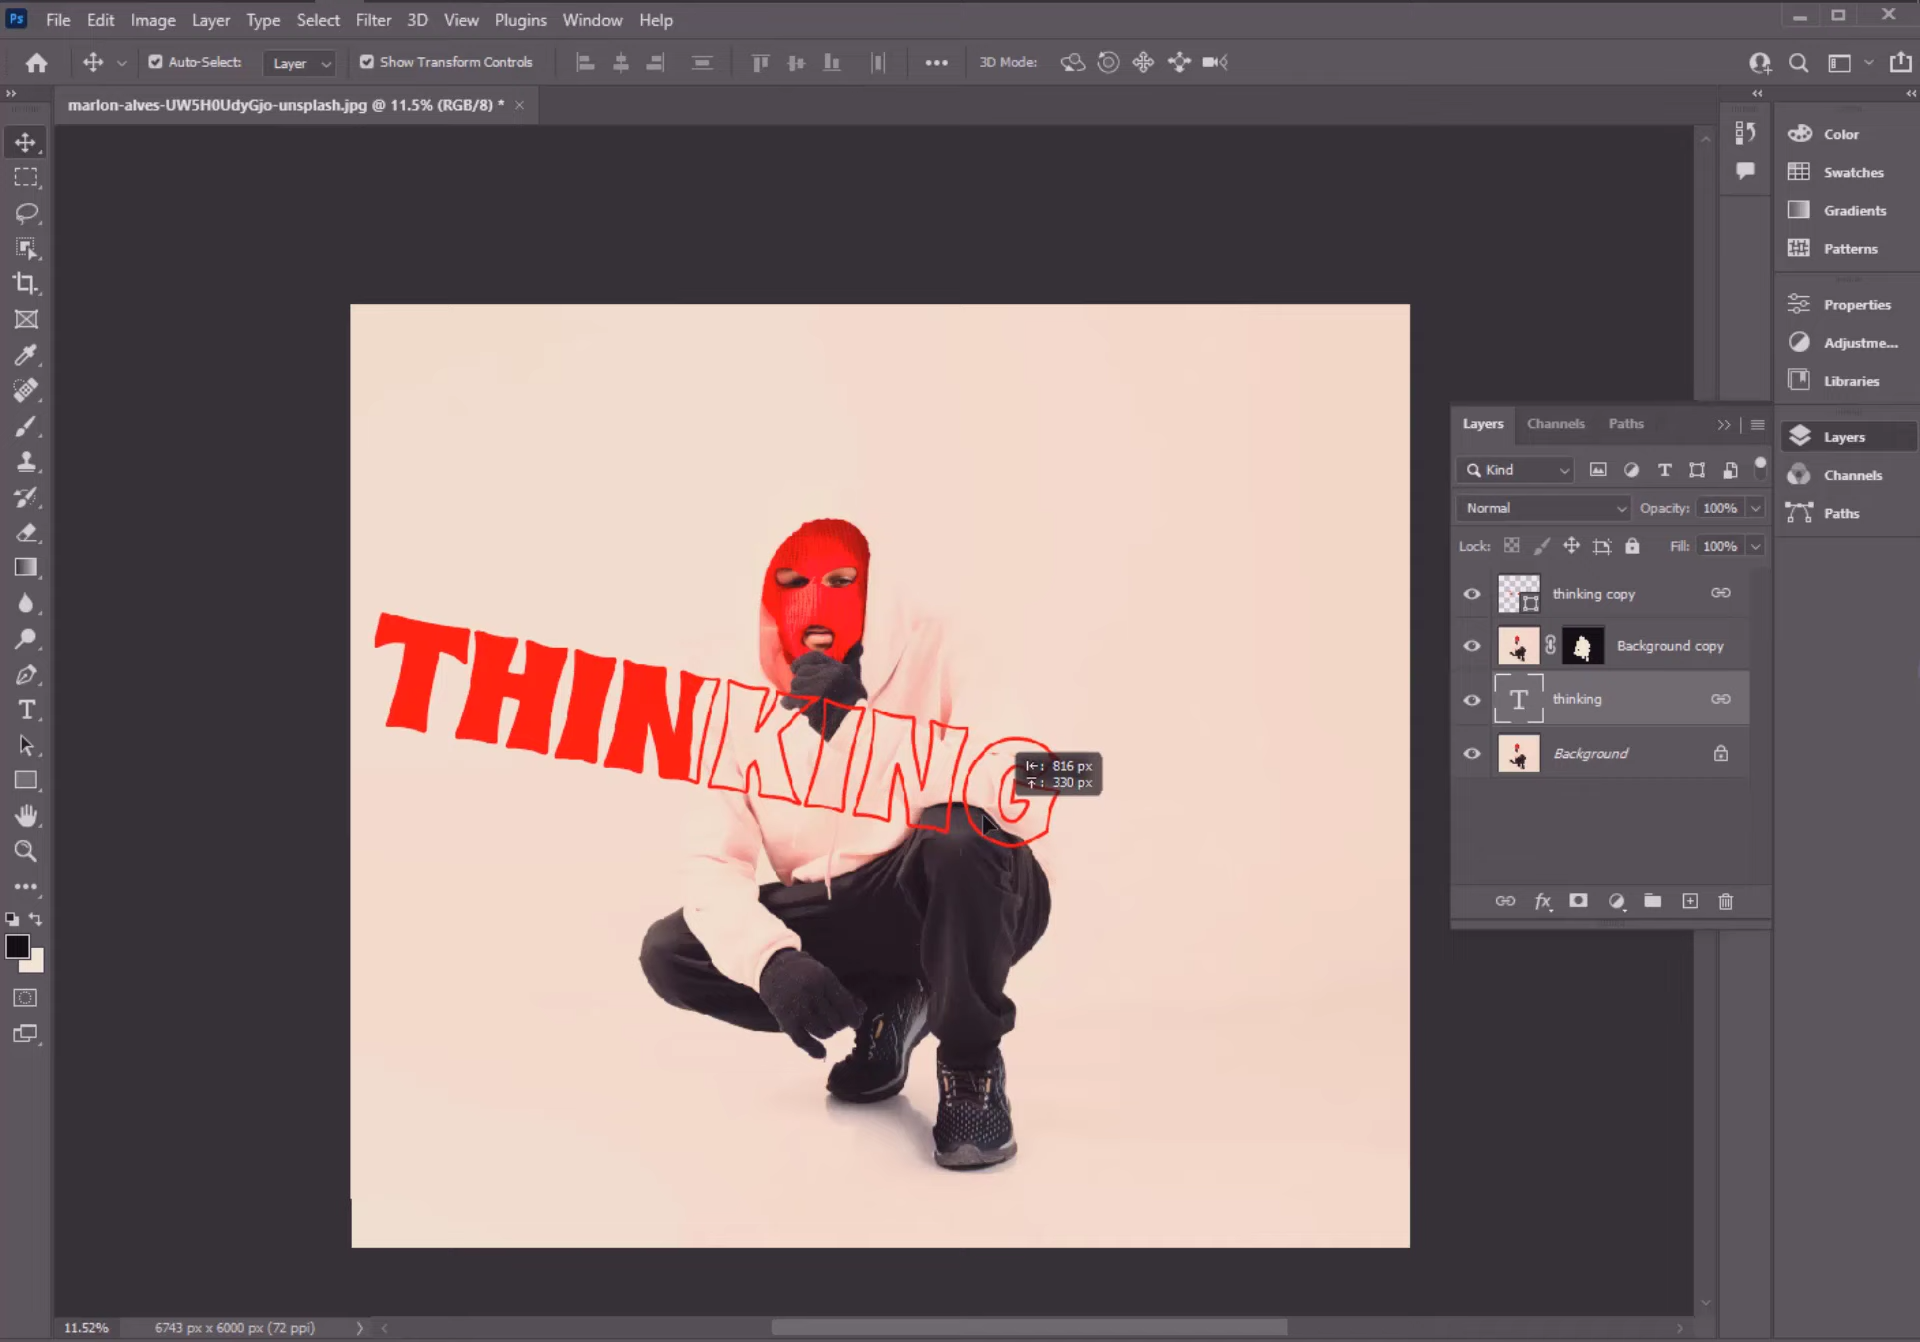 Ps File Edit Image Layer Type Select Filter 3D View Plugins Window Help
Auto-Select: Layer Show Transform Controls 3D Mode:
marlon-alves-UW5H0UdyGjo-unsplash.jpg @ 11.5% (RGB/8) * ×
Color
Swatches
Gradients
Patterns
Properties
Adjustme...
Libraries
Layers
Channels
Paths
Layers Channels Paths
Kind
Normal Opacity: 100%
Lock: Fill: 100%
thinking copy
Background copy
thinking
Background
THINKING
816 px
330 px
11.52% 6743 px x 6000 px (72 ppi)